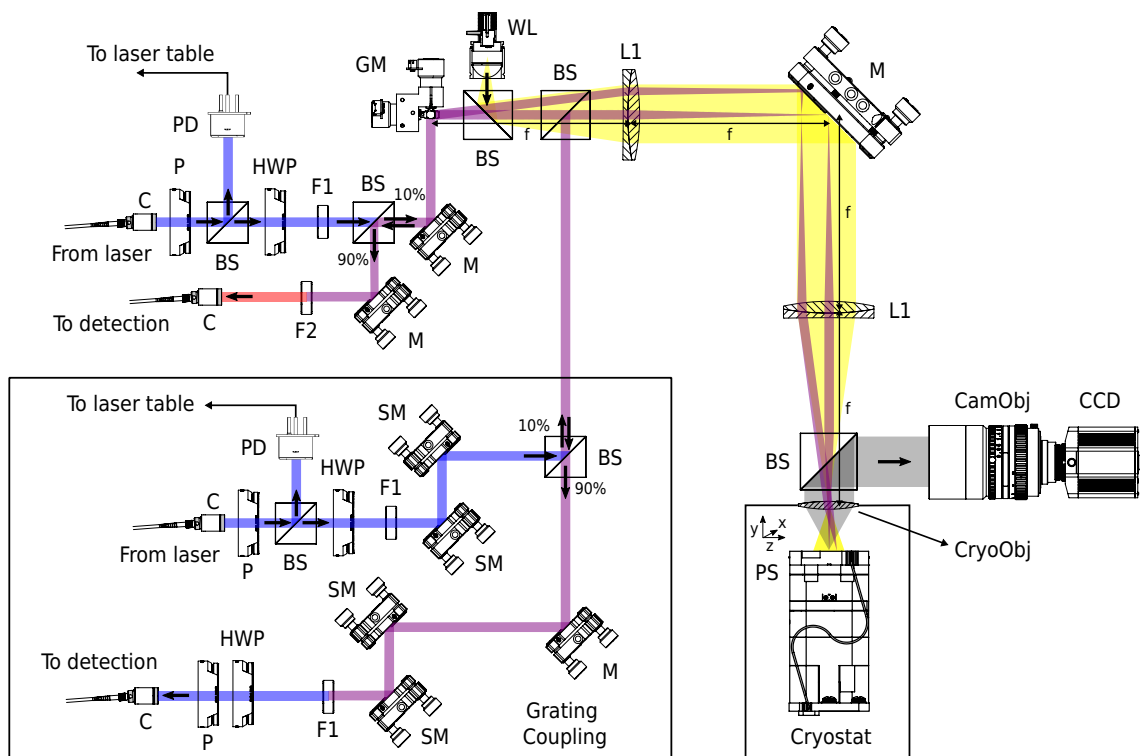 WL
To laser table
GM
BS
L1
M
PD
f
f
P
HWP
BS
C
F1
BS
10%
f
From laser
BS
90%
M
To detection
C
F2
M
L1
To laser table
SM
f
CamObj
CCD
PD
HWP
10%
BS
BS
C
F1
90%
From laser
BS
P
SM
y
x
z
CryoObj
PS
SM
HWP
To detection
M
C
P
F1
SM
Grating
Coupling
Cryostat